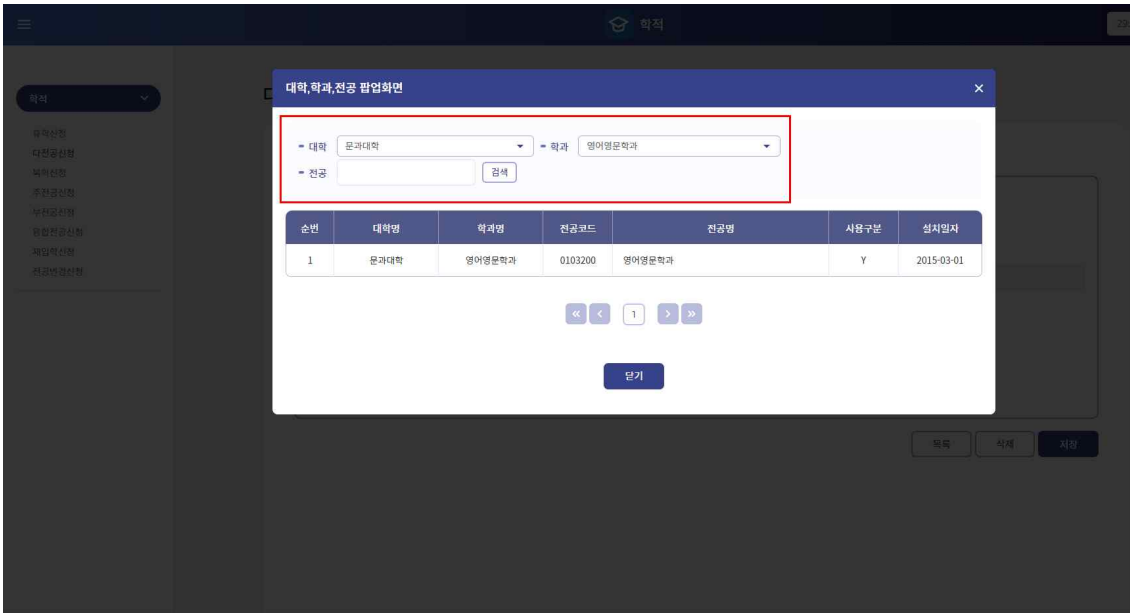 학적
학적
휴학신청
다전공신청
복학신청
주전공신청
부전공신청
융합전공신청
재입학신청
전공변경신청
대학,학과,전공 팝업화면
×
대학 문과대학 학과 영어영문학과
전공 검색
순번 대학명 학과명 전공코드 전공명 사용구분 설치일자
1 문과대학 영어영문학과 0103200 영어영문학과 Y 2015-03-01
« < 1 > »
닫기
목록 삭제 저장